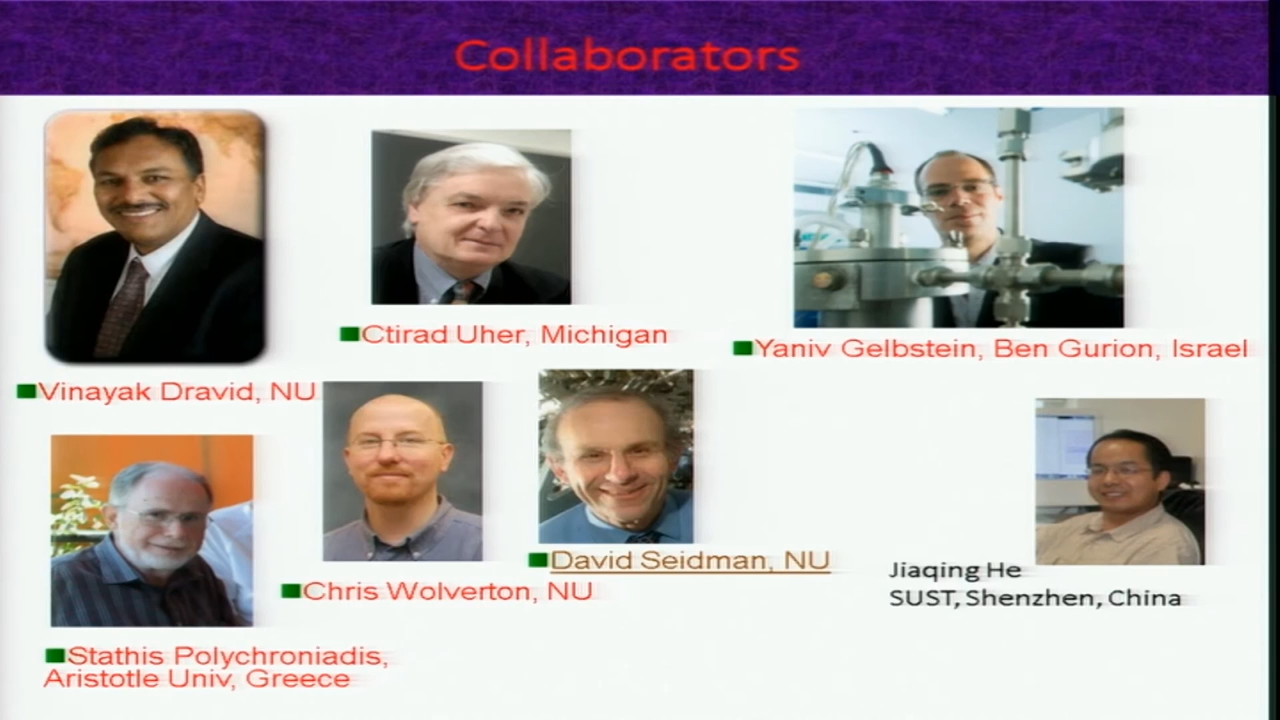 Collaborators
Ctirad Uher, Michigan
Yaniv Gelbstein, Ben Gurion, Israel
Vinayak Dravid, NU
David Seidman, NU
Jiaqing He
SUST, Shenzhen, China
Chris Wolverton, NU
Stathis Polychroniadis,
Aristotle Univ, Greece